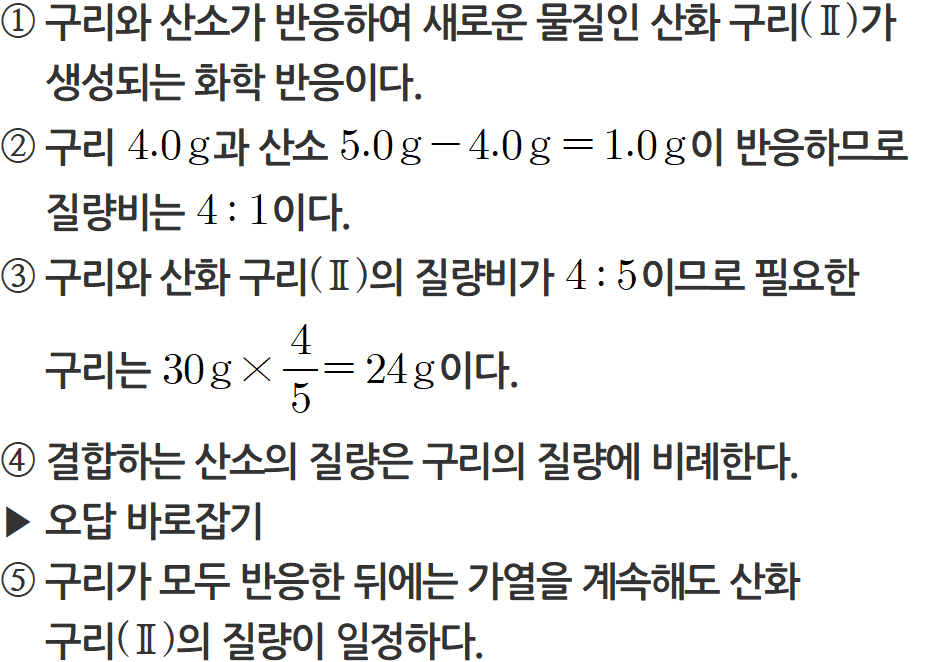 ① 구리와 산소가 반응하여 새로운 물질인 산화 구리(Ⅱ)가
생성되는 화학 반응이다.
② 구리 4.0 g과 산소 5.0 g - 4.0 g = 1.0 g이 반응하므로
질량비는 4 : 1이다.
③ 구리와 산화 구리(Ⅱ)의 질량비가 4 : 5이므로 필요한
구리는 30 g × 4/5 = 24 g이다.
④ 결합하는 산소의 질량은 구리의 질량에 비례한다.
▶ 오답 바로잡기
⑤ 구리가 모두 반응한 뒤에는 가열을 계속해도 산화
구리(Ⅱ)의 질량이 일정하다.